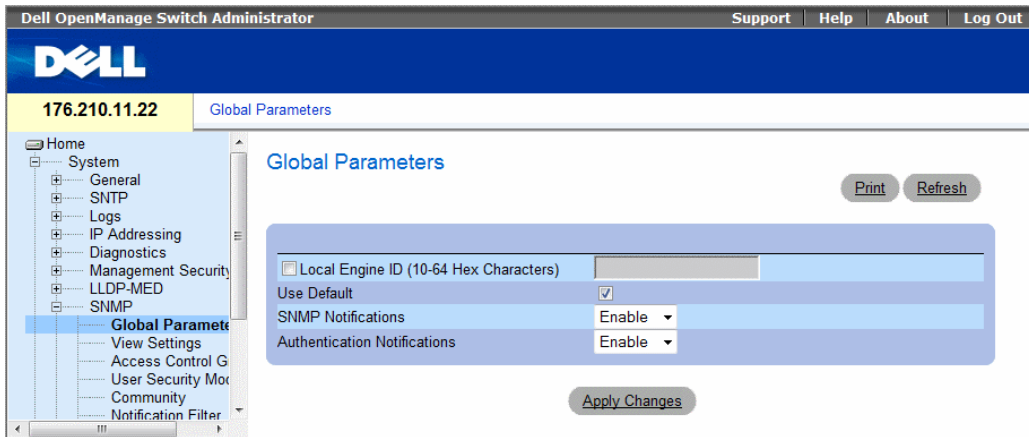 Dell OpenManage Switch Administrator
Support | Help | About | Log Out
DELL
176.210.11.22
Global Parameters
Home
System
General
SNTP
Logs
IP Addressing
Diagnostics
Management Security
LLDP-MED
SNMP
Global Paramete
View Settings
Access Control G
User Security Mod
Community
Notification Filter
Global Parameters
Print
Refresh
Local Engine ID (10-64 Hex Characters)
Use Default
SNMP Notifications Enable
Authentication Notifications Enable
Apply Changes